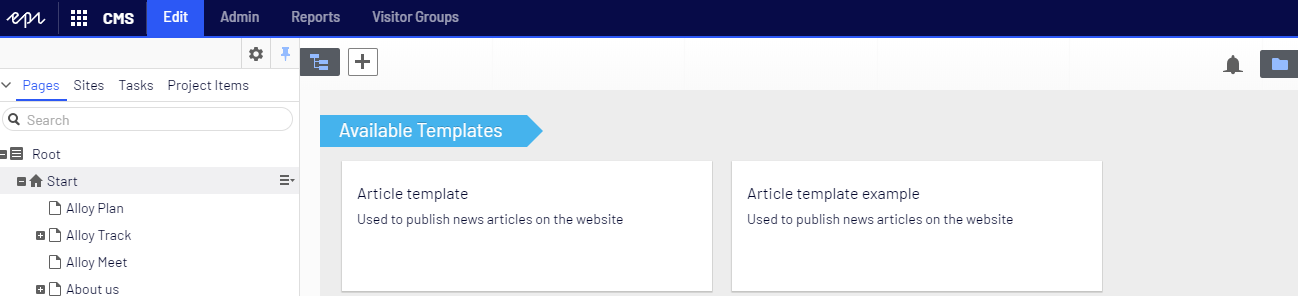 epi CMS Edit Admin Reports Visitor Groups
Pages Sites Tasks Project Items
Search
Root
Start
Alloy Plan
Alloy Track
Alloy Meet
About us
Available Templates
Article template
Used to publish news articles on the website
Article template example
Used to publish news articles on the website